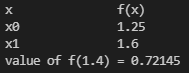 x f(x)
x0 1.25
x1 1.6
value of f(1.4) = 0.72145